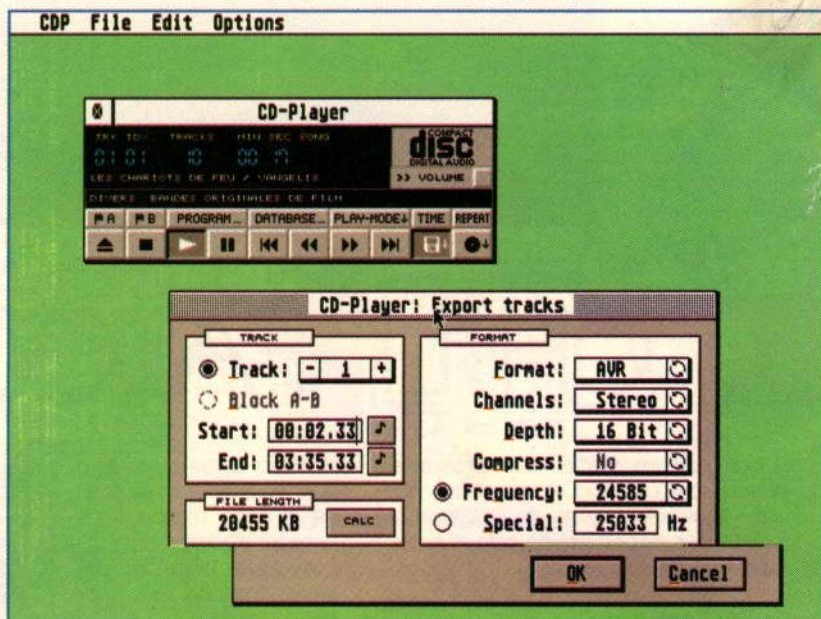 CDP File Edit Options
CD-Player
TRK IDX TRACKS MIN SEC SONG
01 01 10 00 17
COMPACT
disc
DIGITAL AUDIO
LES CHARIOTS DE FEU / VANGELIS
>> VOLUME
DIVERS BANDES ORIGINALES DE FILM
A B PROGRAM... DATABASE... PLAY-MODE↓ TIME REPEAT
CD-Player: Export tracks
TRACK
Track: - 1 +
Block A-B
Start: 00:02.33
End: 03:35.33
FILE LENGTH
20455 KB CALC
FORMAT
Format: AVR
Channels: Stereo
Depth: 16 Bit
Compress: No
Frequency: 24585
Special: 25033 Hz
OK Cancel